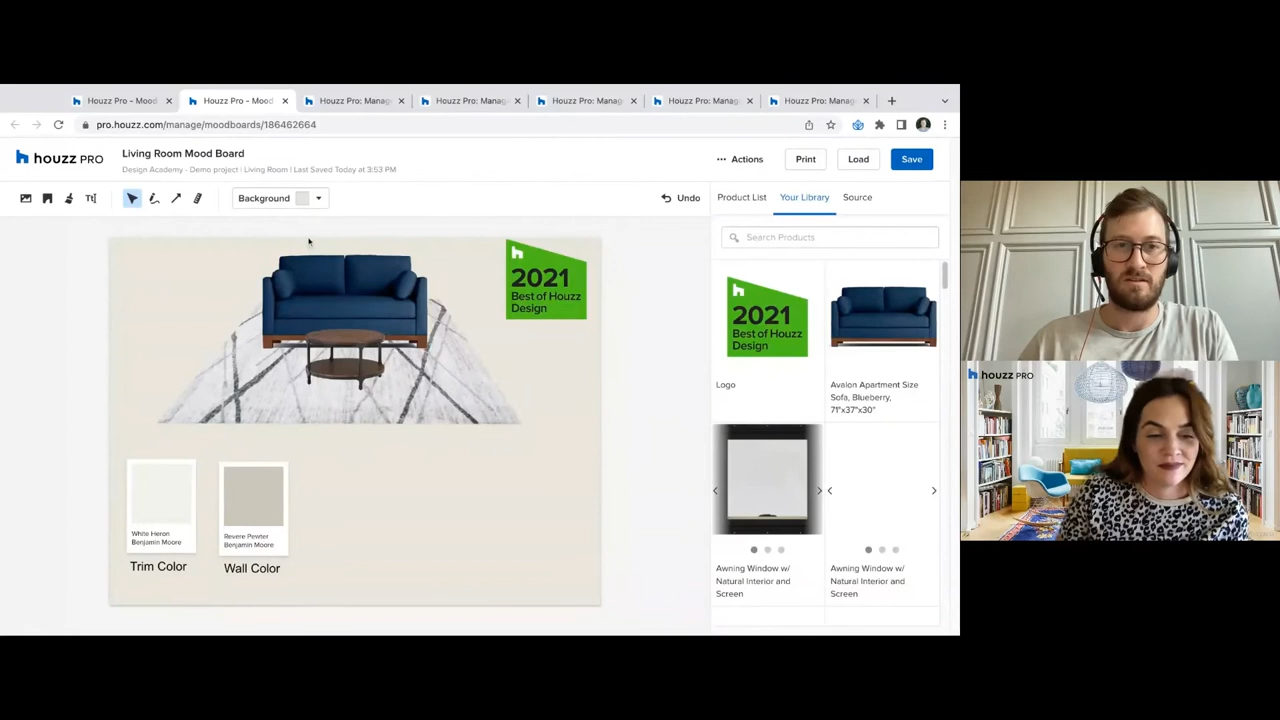 Houzz Pro – Mood
Houzz Pro – Mood
Houzz Pro: Manag
Houzz Pro: Manag
Houzz Pro: Manag
Houzz Pro: Manag
Houzz Pro: Manag
pro.houzz.com/manage/moodboards/186462664
houzz PRO
Living Room Mood Board
Design Academy - Demo project | Living Room | Last Saved Today at 3:53 PM
Actions
Print
Load
Save
Background
Undo
Product List
Your Library
Source
Search Products
2021
Best of Houzz
Design
White Heron
Benjamin Moore
Trim Color
Revere Pewter
Benjamin Moore
Wall Color
2021
Best of Houzz
Design
Logo
Avalon Apartment Size
Sofa, Blueberry,
71"x37"x30"
Awning Window w/
Natural Interior and
Screen
Awning Window w/
Natural Interior and
Screen
houzz PRO